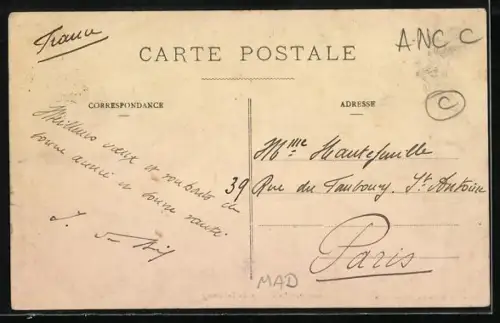 France
CARTE POSTALE
A-NC C
C
CORRESPONDANCE
ADRESSE
Meilleurs vœux et souhaits de
bonne année et bonne santé.
J.
Mme Hautefeuille
39 Rue du Faubourg St Antoine
Paris
MAD